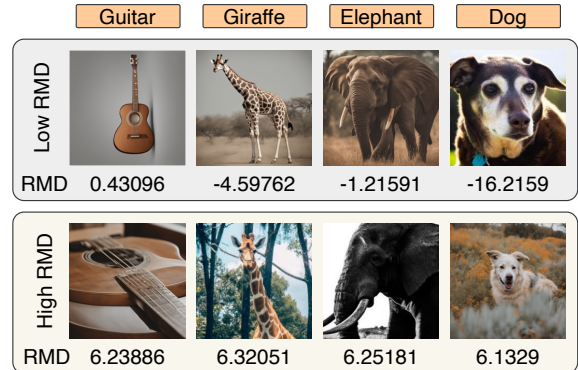 Guitar Giraffe Elephant Dog
Low RMD
RMD 0.43096 -4.59762 -1.21591 -16.2159
High RMD
RMD 6.23886 6.32051 6.25181 6.1329